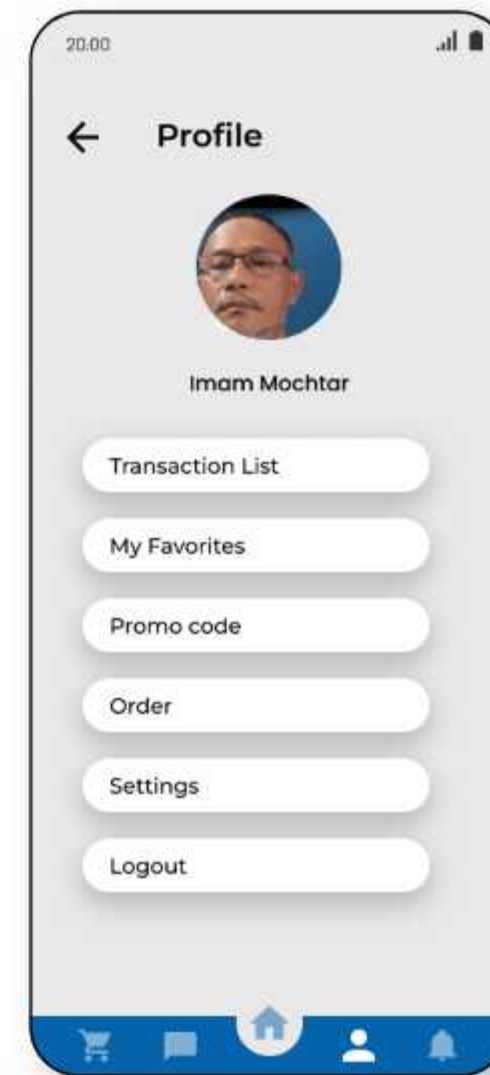 20.00
Profile
Imam Mochtar
Transaction List
My Favorites
Promo code
Order
Settings
Logout